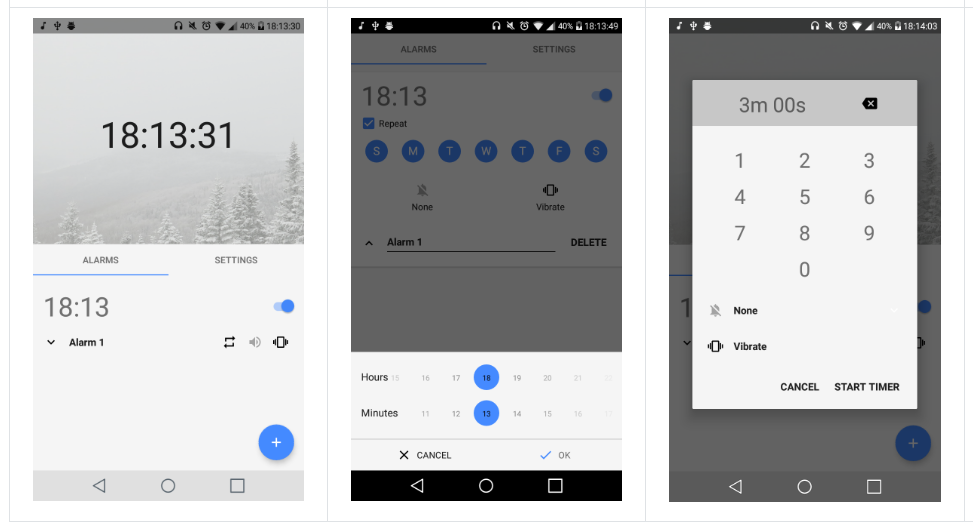 40% 18:13:30
18:13:31
ALARMS SETTINGS
18:13
Alarm 1
40% 18:13:49
ALARMS SETTINGS
18:13
Repeat
S M T W T F S
None Vibrate
Alarm 1 DELETE
Hours 15 16 17 18 19 20 21
Minutes 11 12 13 14 15 16
CANCEL OK
40% 18:14:03
3m 00s
1 2 3
4 5 6
7 8 9
0
1
None
Vibrate
CANCEL START TIMER